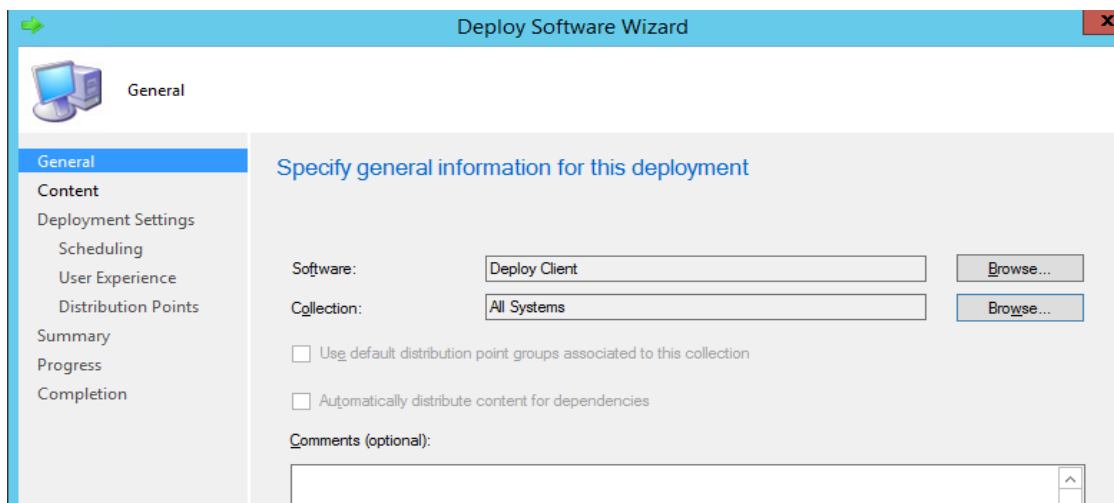 Deploy Software Wizard
x
General
General
Content
Deployment Settings
Scheduling
User Experience
Distribution Points
Summary
Progress
Completion
Specify general information for this deployment
Software: Deploy Client Browse...
Collection: All Systems Browse...
Use default distribution point groups associated to this collection
Automatically distribute content for dependencies
Comments (optional):